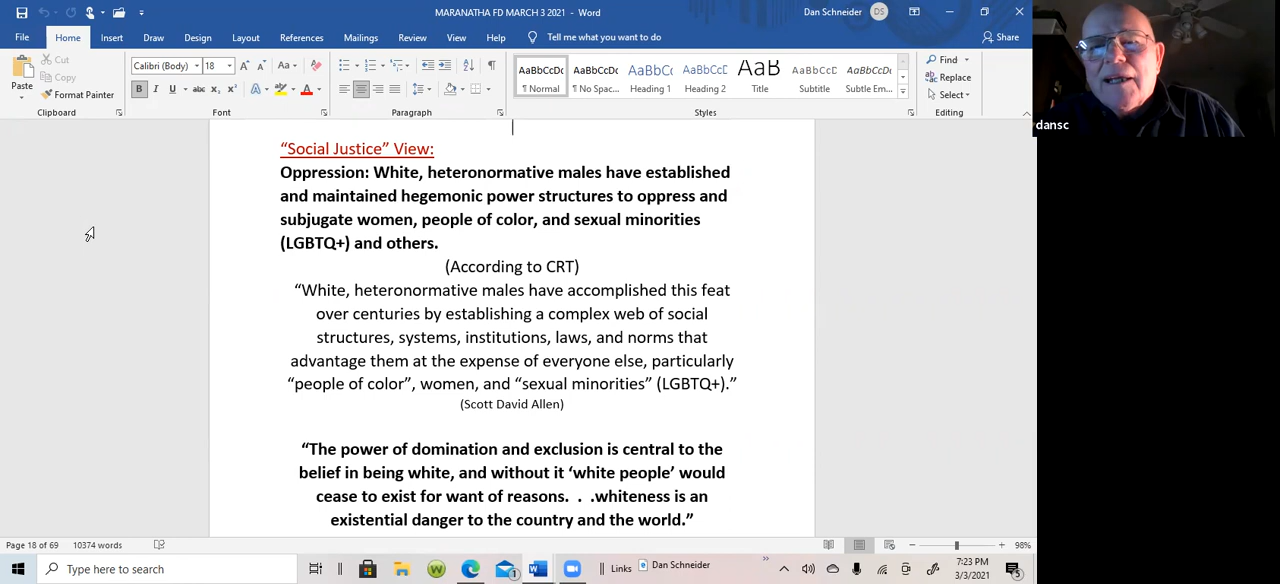 MARANATHA FD MARCH 3 2021 - Word
Dan Schneider
DS
File
Home
Insert
Draw
Design
Layout
References
Mailings
Review
View
Help
Tell me what you want to do
Share
Paste
Cut
Copy
Format Painter
Clipboard
Calibri (Body)
18
Font
Paragraph
AaBbCcDc
¶ Normal
AaBbCcDc
¶ No Spac...
AaBbCc
Heading 1
AaBbCcD
Heading 2
AaB
Title
AaBbCcD
Subtitle
AaBbCcDc
Subtle Em...
Styles
Find
Replace
Select
Editing
dansc
“Social Justice” View:
Oppression: White, heteronormative males have established
and maintained hegemonic power structures to oppress and
subjugate women, people of color, and sexual minorities
(LGBTQ+) and others.
(According to CRT)
“White, heteronormative males have accomplished this feat
over centuries by establishing a complex web of social
structures, systems, institutions, laws, and norms that
advantage them at the expense of everyone else, particularly
“people of color”, women, and “sexual minorities” (LGBTQ+).”
(Scott David Allen)
“The power of domination and exclusion is central to the
belief in being white, and without it ‘white people’ would
cease to exist for want of reasons. . .whiteness is an
existential danger to the country and the world.”
Page 18 of 69
10374 words
98%
Type here to search
Links
Dan Schneider
7:23 PM
3/3/2021